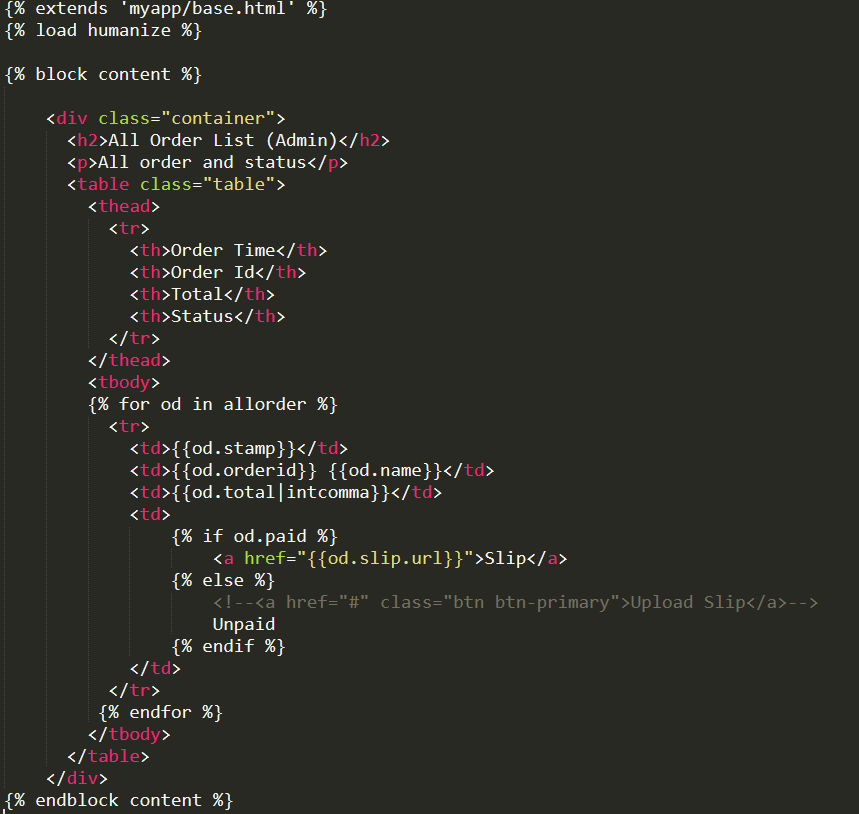 {% extends 'myapp/base.html' %}
{% load humanize %}
{% block content %}
<div class="container">
<h2>All Order List (Admin)</h2>
<p>All order and status</p>
<table class="table">
<thead>
<tr>
<th>Order Time</th>
<th>Order Id</th>
<th>Total</th>
<th>Status</th>
</tr>
</thead>
<tbody>
{% for od in allorder %}
<tr>
<td>{{od.stamp}}</td>
<td>{{od.orderid}} {{od.name}}</td>
<td>{{od.total|intcomma}}</td>
<td>
{% if od.paid %}
<a href="{{od.slip.url}}">Slip</a>
{% else %}
<!--<a href="#" class="btn btn-primary">Upload Slip</a>-->
Unpaid
{% endif %}
</td>
</tr>
{% endfor %}
</tbody>
</table>
</div>
{% endblock content %}